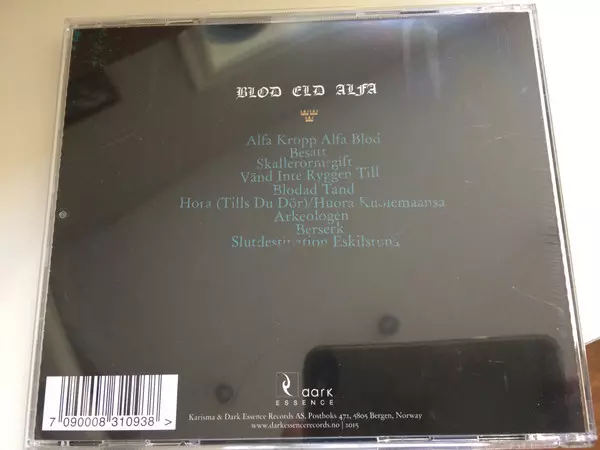 BLOD ELD ALFA
Alfa Kropp Alfa Blod
Besatt
Skallerormsgift
Vänd Inte Ryggen Till
Blodad Tand
Hora (Tills Du Dör)/Huora Kuolemaansa
Arkeologen
Berserk
Slutdestination Eskilstuna
dark
ESSENCE
7 090008 310938 >
Karisma & Dark Essence Records AS, Postboks 472, 5805 Bergen, Norway
www.darkessencerecords.no | 2015